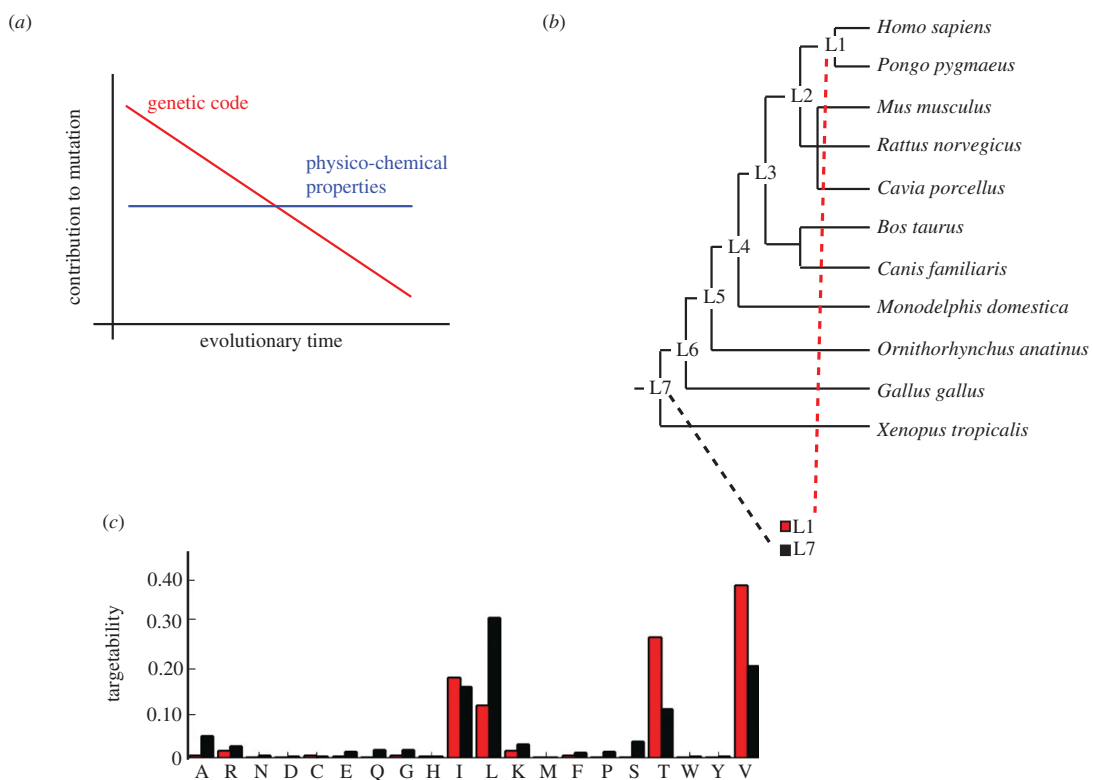 (a)
genetic code
physico-chemical
properties
contribution to mutation
evolutionary time
(b)
Homo sapiens
L1
Pongo pygmaeus
L2
Mus musculus
Rattus norvegicus
L3
Cavia porcellus
Bos taurus
L4
Canis familiaris
L5
Monodelphis domestica
L6
Ornithorhynchus anatinus
L7
Gallus gallus
Xenopus tropicalis
L1
L7
(c)
targetability
0.40
0.30
0.20
0.10
0
A R N D C E Q G H I L K M F P S T W Y V